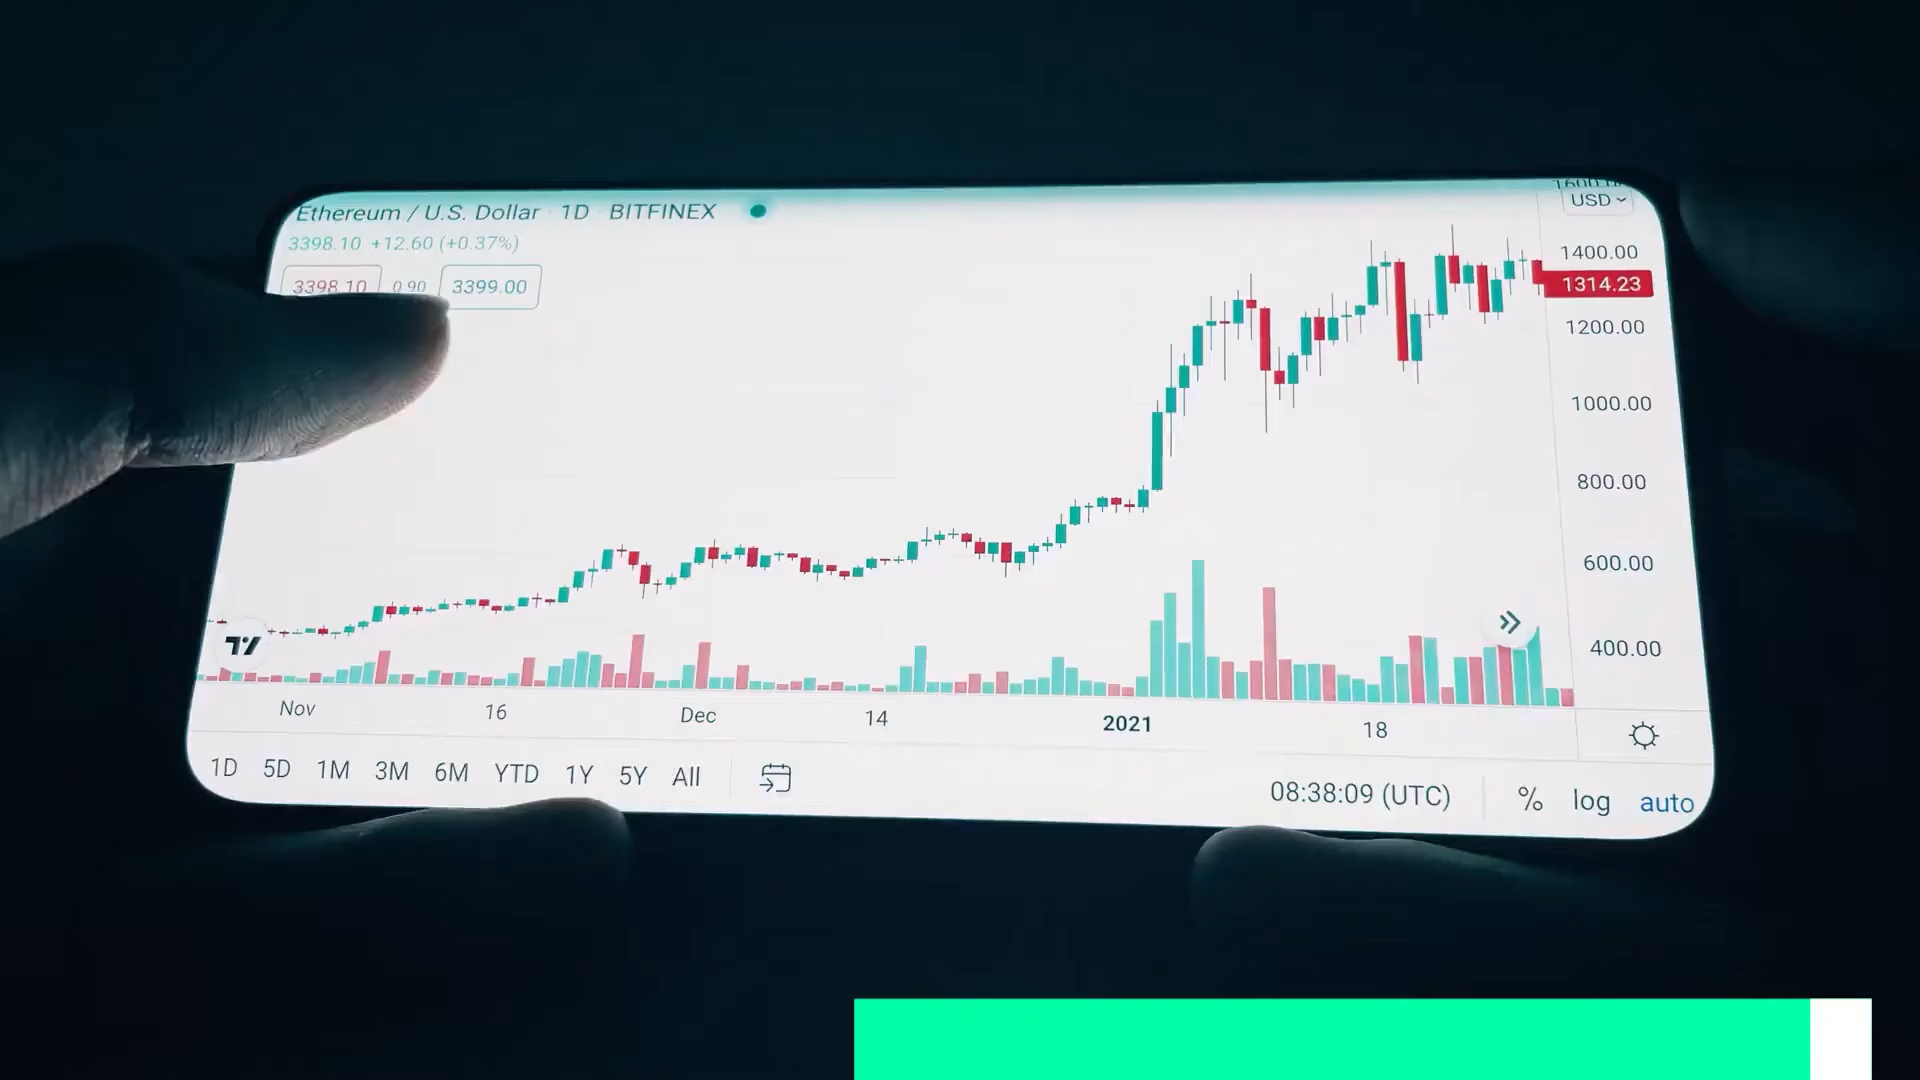 Ethereum / U.S. Dollar · 1D · BITFINEX
USD
3398.10 +12.60 (+0.37%)
3398.10 0.90 3399.00
1400.00
1314.23
1200.00
1000.00
800.00
600.00
400.00
Nov 16 Dec 14 2021 18
1D 5D 1M 3M 6M YTD 1Y 5Y All
08:38:09 (UTC) % log auto